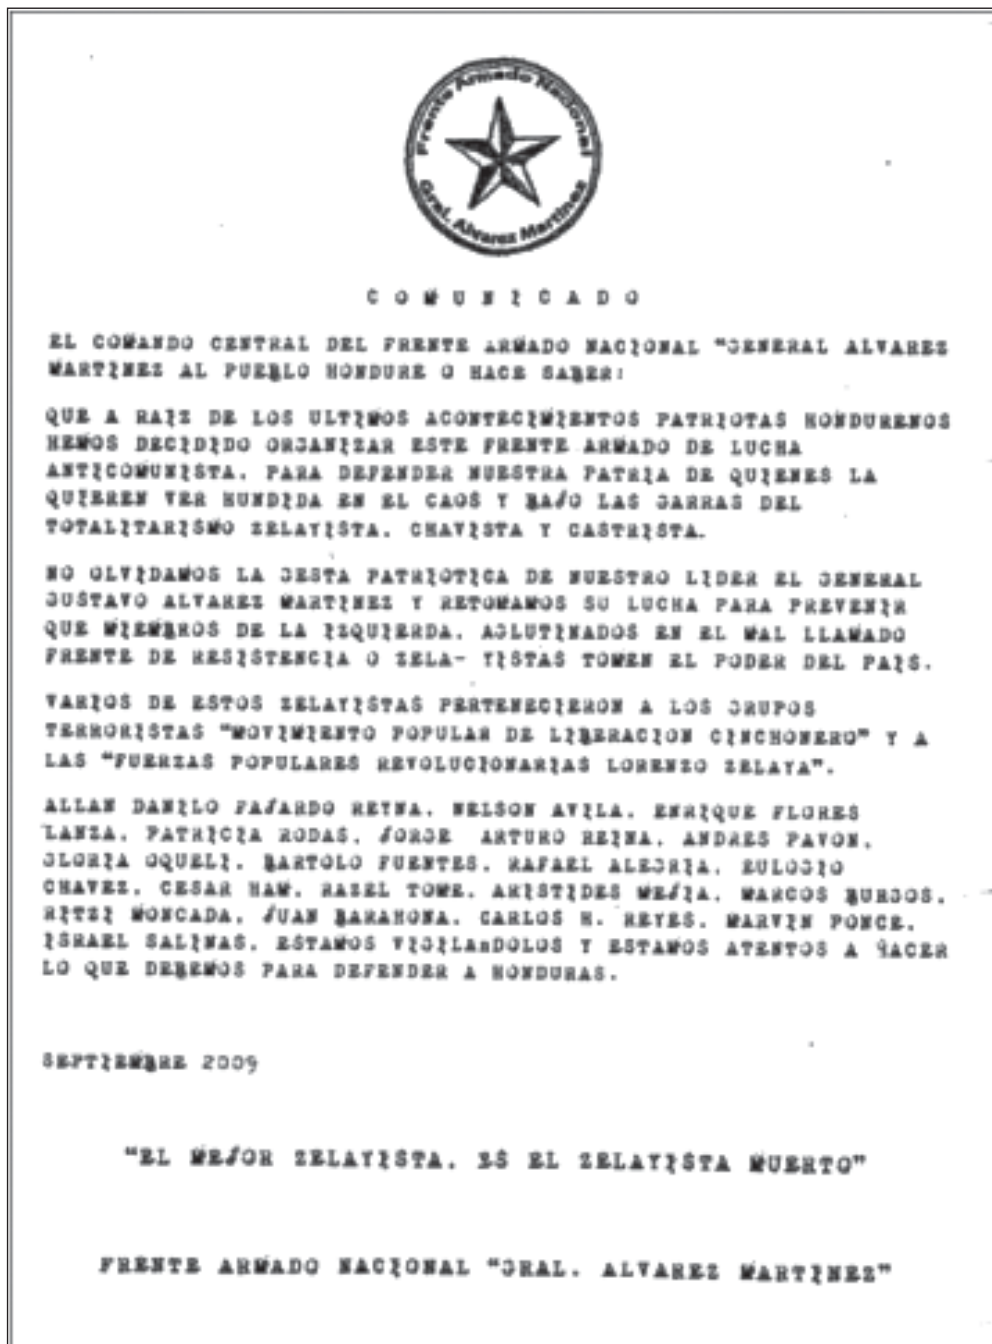 Frente Armado Nacional
Gral. Alvarez Martinez
COMUNICADO
EL COMANDO CENTRAL DEL FRENTE ARMADO NACIONAL "GENERAL ALVAREZ
MARTINEZ AL PUEBLO HONDURE O HACE SABER:
QUE A RAIZ DE LOS ULTIMOS ACONTECIMIENTOS PATRIOTAS HONDURENOS
HEMOS DECIDIDO ORGANIZAR ESTE FRENTE ARMADO DE LUCHA
ANTICOMUNISTA. PARA DEFENDER NUESTRA PATRIA DE QUIENES LA
QUIEREN VER HUNDIDA EN EL CAOS Y BAJO LAS GARRAS DEL
TOTALITARISMO ZELAYISTA. CHAVISTA Y CASTRISTA.
NO OLVIDAMOS LA GESTA PATRIOTICA DE NUESTRO LIDER EL GENERAL
GUSTAVO ALVAREZ MARTINEZ Y RETOMAMOS SU LUCHA PARA PREVENIR
QUE MIEMBROS DE LA IZQUIERDA. AGLUTINADOS EN EL MAL LLAMADO
FRENTE DE RESISTENCIA O ZELA- YISTAS TOMEN EL PODER DEL PAIS.
VARIOS DE ESTOS ZELAYISTAS PERTENECIERON A LOS GRUPOS
TERRORISTAS "MOVIMIENTO POPULAR DE LIBERACION CINCHONERO" Y A
LAS "FUERZAS POPULARES REVOLUCIONARIAS LORENZO ZELAYA".
ALLAN DANILO FAJARDO REYNA. NELSON AVILA. ENRIQUE FLORES
LANZA. PATRICIA RODAS. JORGE ARTURO REINA. ANDRES PAVON.
GLORIA OQUELI. BARTOLO FUENTES. RAFAEL ALEGRIA. EULOGIO
CHAVEZ. CESAR HAM. RASEL TOME. ARISTIDES MEJIA. MARCOS BURGOS.
RITZI MONCADA. JUAN BARAHONA. CARLOS H. REYES. MARVIN PONCE.
ISRAEL SALINAS. ESTAMOS VIGILANDOLOS Y ESTAMOS ATENTOS A HACER
LO QUE DEBEMOS PARA DEFENDER A HONDURAS.
SEPTIEMBRE 2009
"EL MEJOR ZELAYISTA. ES EL ZELAYISTA MUERTO"
FRENTE ARMADO NACIONAL "GRAL. ALVAREZ MARTINEZ"